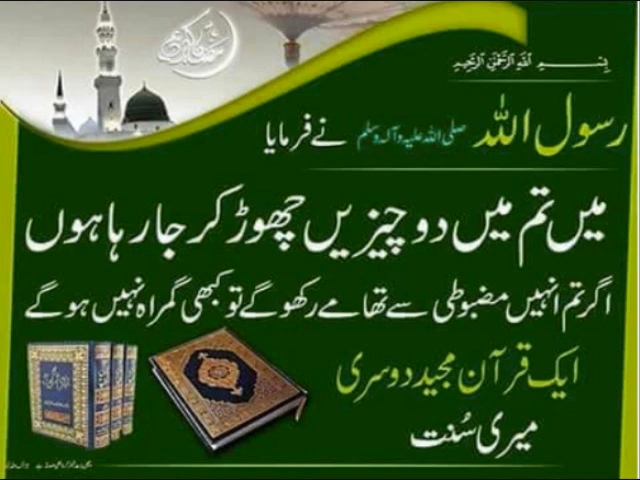 بِسْمِ اللهِ الرَّحْمٰنِ الرَّحِيْمِ
رسول اللہ صلی اللہ علیہ وآلہ وسلم نے فرمایا
میں تم میں دو چیزیں چھوڑ کر جا رہا ہوں
اگر تم انہیں مضبوطی سے تھامے رکھو گے تو کبھی گمراہ نہیں ہو گے
ایک قرآن مجید دوسری
میری سُنت